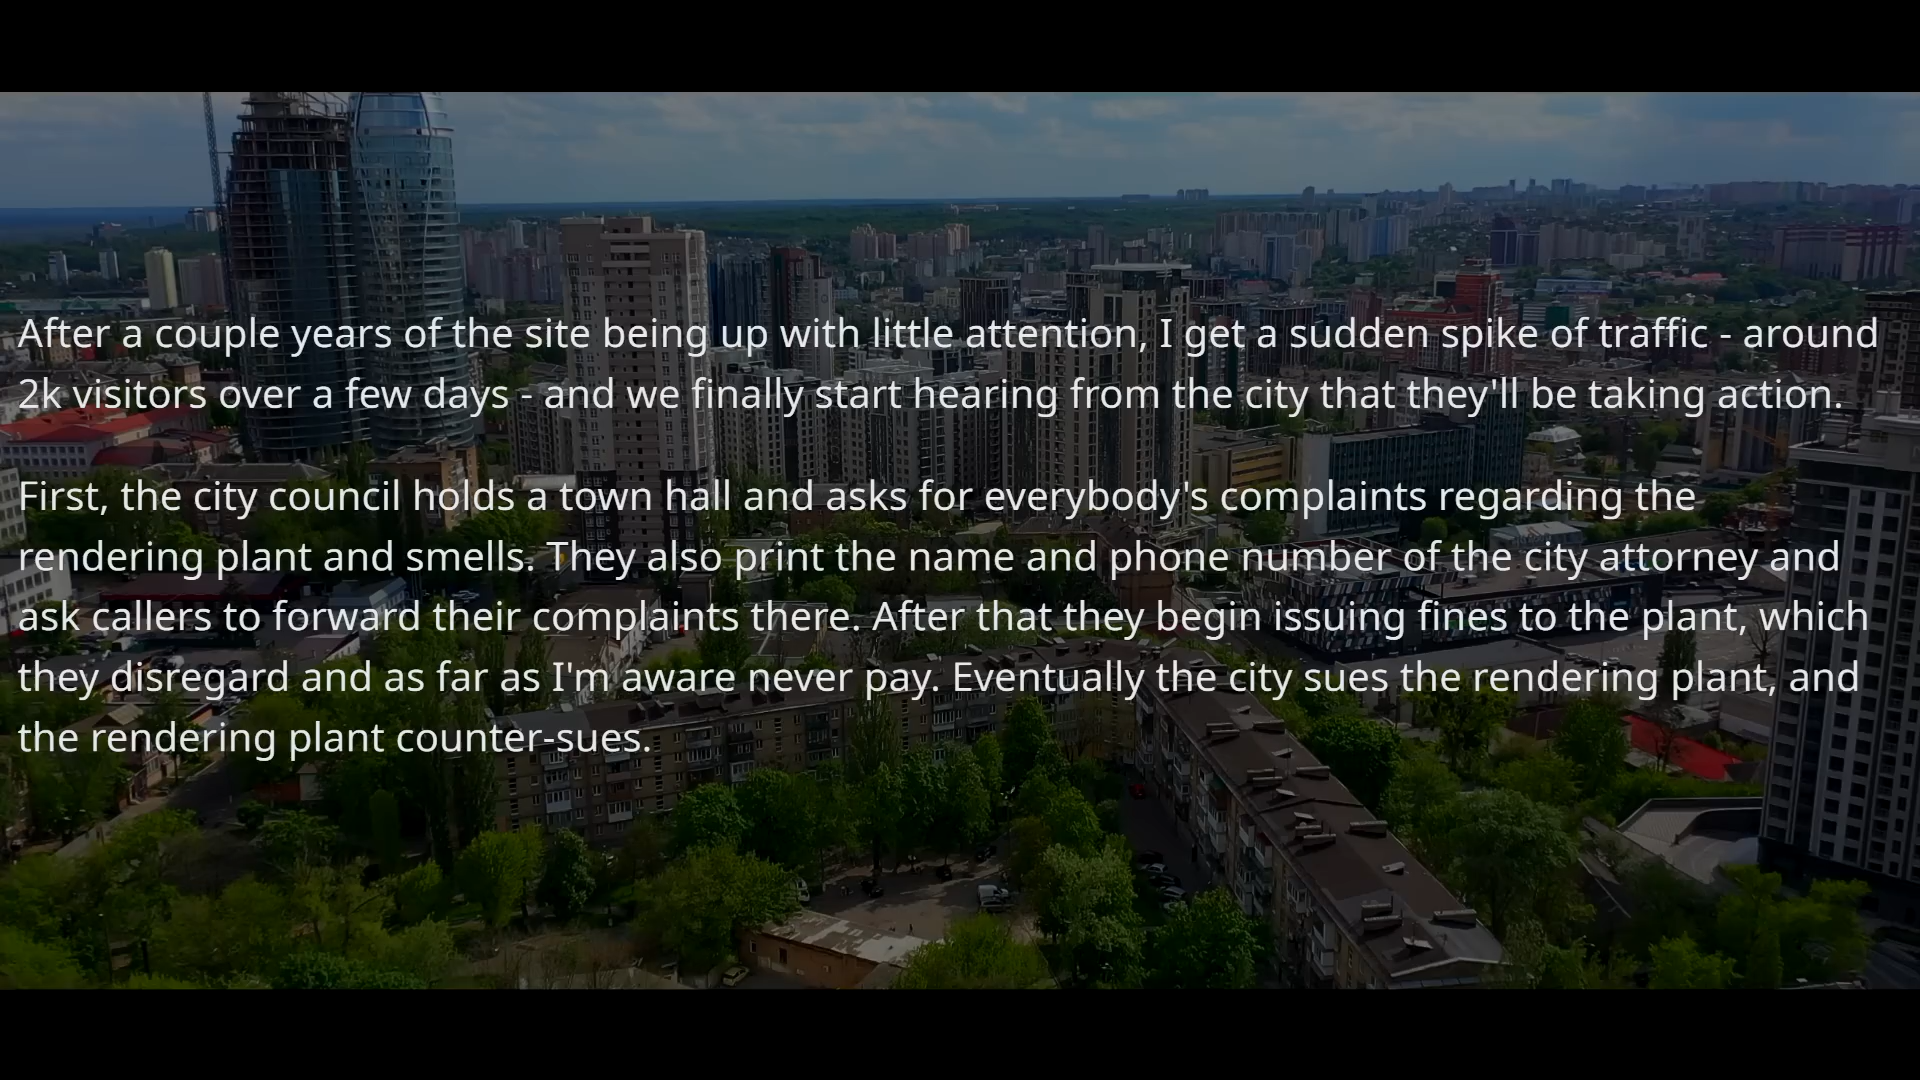 After a couple years of the site being up with little attention, I get a sudden spike of traffic - around
2k visitors over a few days - and we finally start hearing from the city that they'll be taking action.
First, the city council holds a town hall and asks for everybody's complaints regarding the
rendering plant and smells. They also print the name and phone number of the city attorney and
ask callers to forward their complaints there. After that they begin issuing fines to the plant, which
they disregard and as far as I'm aware never pay. Eventually the city sues the rendering plant, and
the rendering plant counter-sues.